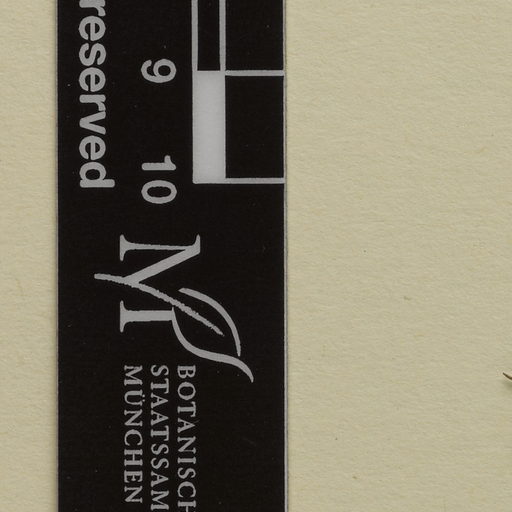 reserved
9 10
BOTANISCH
STAATSSAM
MÜNCHEN